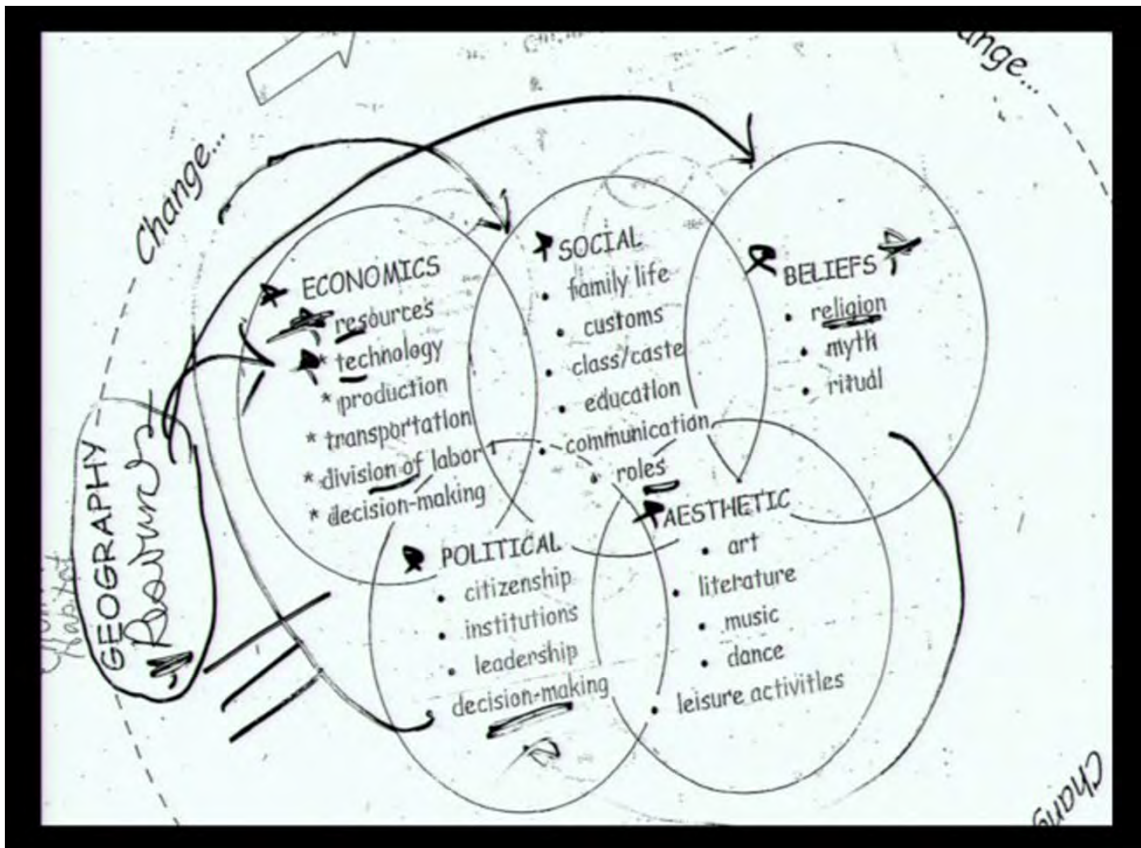 Change...
ange...
GEOGRAPHY
ECONOMICS
resources
* technology
* production
* transportation
* division of labor
* decision-making
SOCIAL
• family life
• customs
• class/caste
• education
• communication
• roles
BELIEFS
• religion
• myth
• ritual
POLITICAL
• citizenship
• institutions
• leadership
decision-making
AESTHETIC
• art
• literature
• music
• dance
• leisure activities
Chang